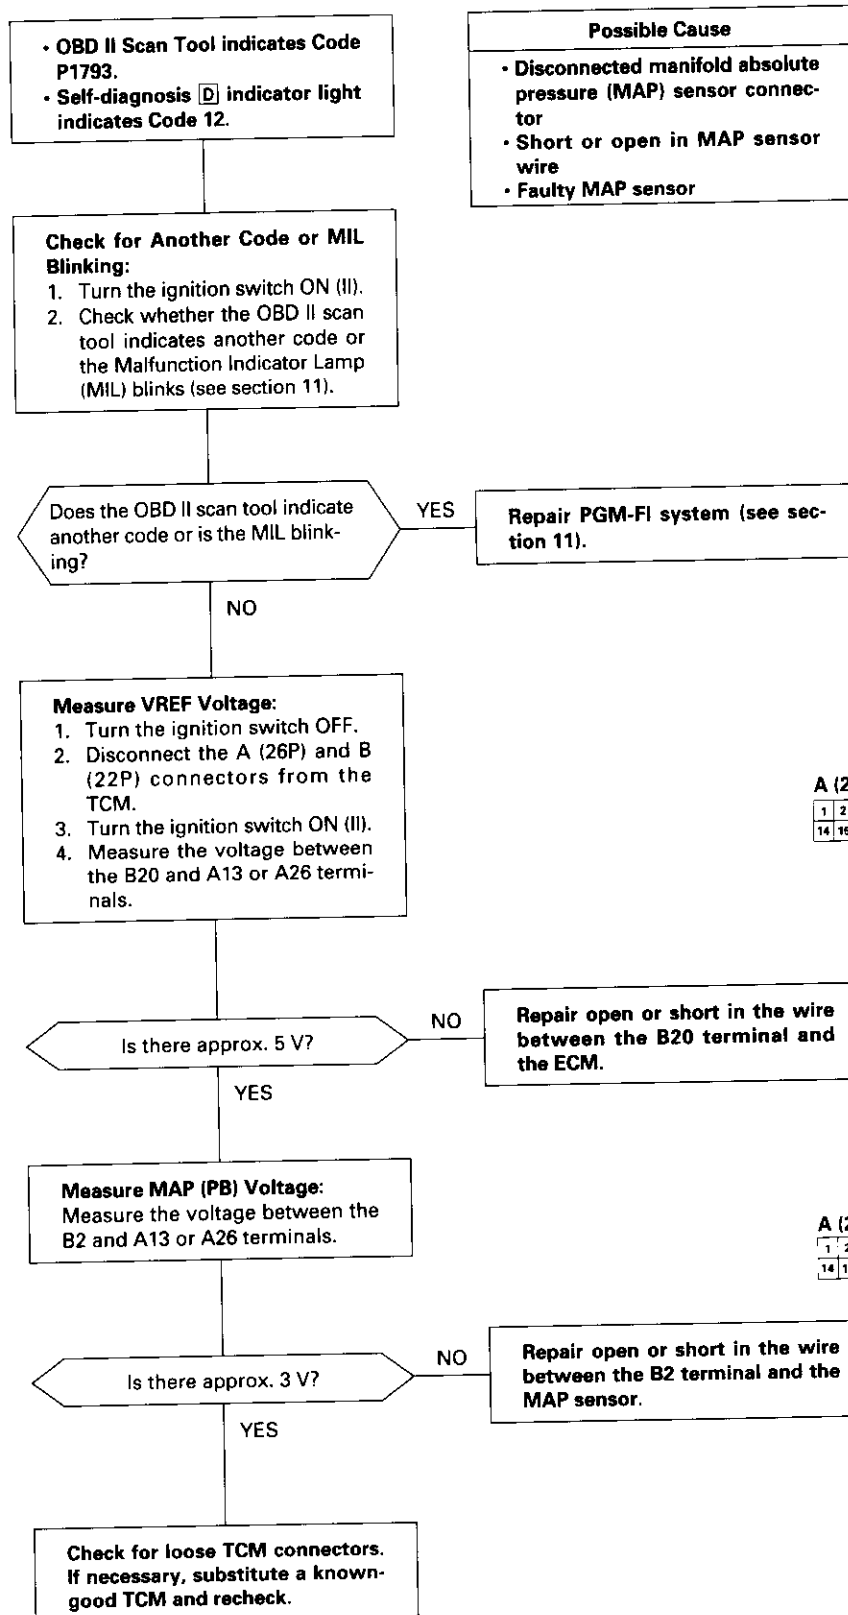 • OBD II Scan Tool indicates Code
P1793.
• Self-diagnosis D indicator light
indicates Code 12.
Possible Cause
• Disconnected manifold absolute
pressure (MAP) sensor connec-
tor
• Short or open in MAP sensor
wire
• Faulty MAP sensor
Check for Another Code or MIL
Blinking:
1. Turn the ignition switch ON (II).
2. Check whether the OBD II scan
tool indicates another code or
the Malfunction Indicator Lamp
(MIL) blinks (see section 11).
Does the OBD II scan tool indicate
another code or is the MIL blink-
ing?
YES
Repair PGM-FI system (see sec-
tion 11).
NO
Measure VREF Voltage:
1. Turn the ignition switch OFF.
2. Disconnect the A (26P) and B
(22P) connectors from the
TCM.
3. Turn the ignition switch ON (II).
4. Measure the voltage between
the B20 and A13 or A26 termi-
nals.
A (2
1 2
14 15
Is there approx. 5 V?
NO
Repair open or short in the wire
between the B20 terminal and
the ECM.
YES
Measure MAP (PB) Voltage:
Measure the voltage between the
B2 and A13 or A26 terminals.
A (2
1 2
14 1
Is there approx. 3 V?
NO
Repair open or short in the wire
between the B2 terminal and the
MAP sensor.
YES
Check for loose TCM connectors.
If necessary, substitute a known-
good TCM and recheck.